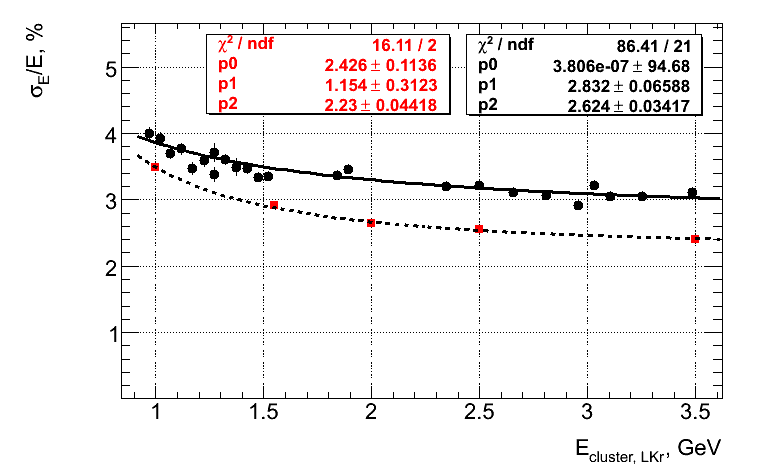 σE/E, %
χ² / ndf 16.11 / 2
p0 2.426 ± 0.1136
p1 1.154 ± 0.3123
p2 2.23 ± 0.04418
χ² / ndf 86.41 / 21
p0 3.806e-07 ± 94.68
p1 2.832 ± 0.06588
p2 2.624 ± 0.03417
5
4
3
2
1
1 1.5 2 2.5 3 3.5
Ecluster, LKr, GeV